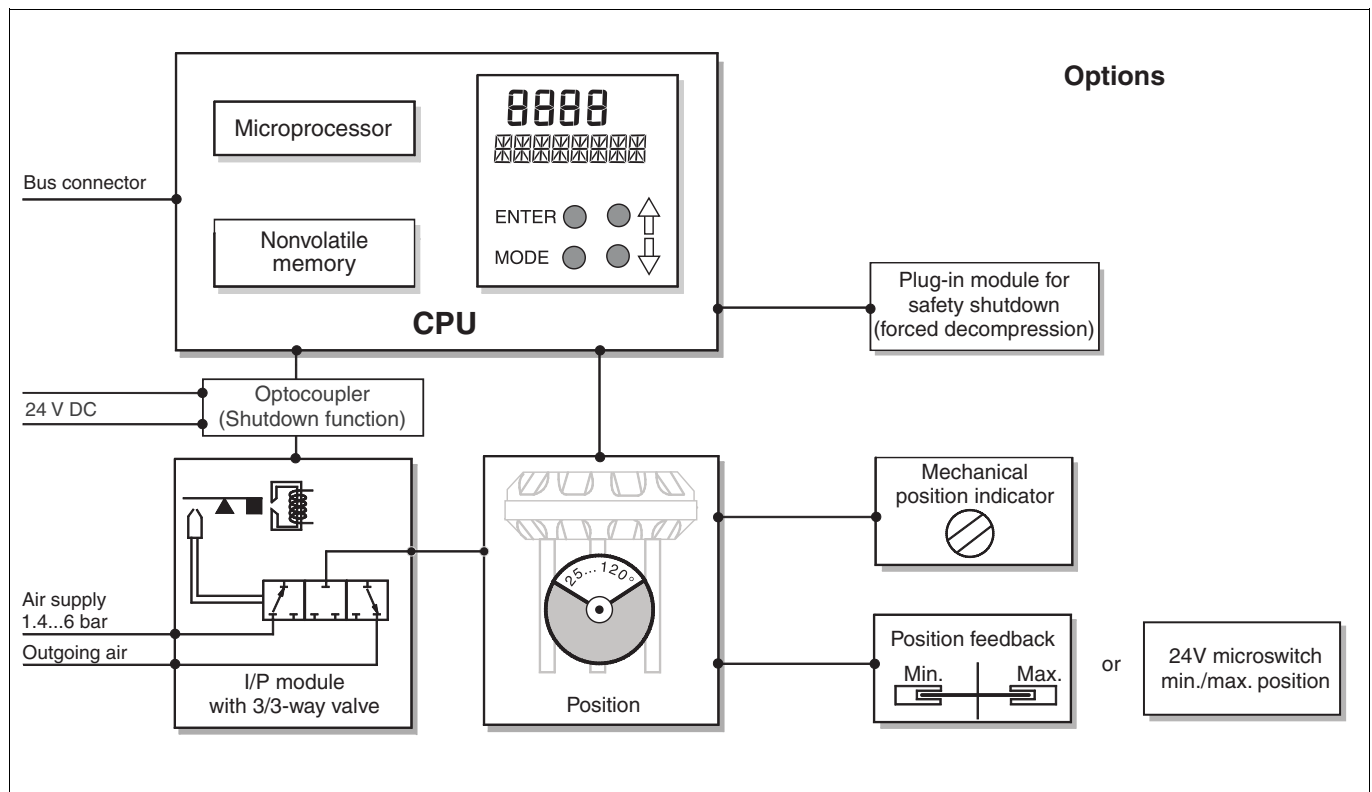 Options
8888
Microprocessor
Bus connector
ENTER
Nonvolatile
memory
MODE
CPU
Plug-in module for
safety shutdown
(forced decompression)
Optocoupler
(Shutdown function)
24 V DC
Mechanical
position indicator
25... 120°
Air supply
1.4...6 bar
Outgoing air
I/P module
with 3/3-way valve
Position
Position feedback
Min.
Max.
or
24V microswitch
min./max. position